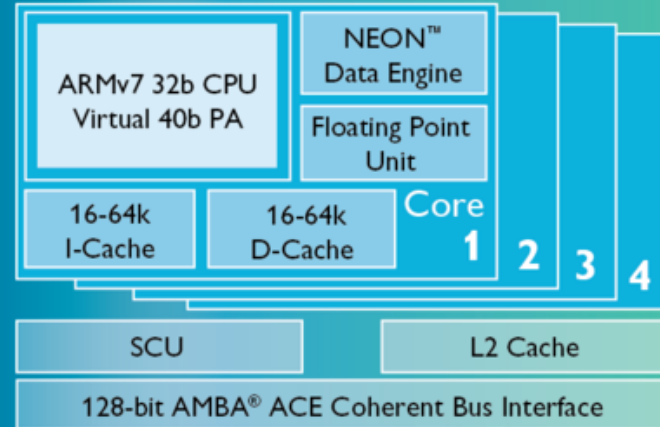 ARMv7 32b CPU
Virtual 40b PA
NEON™
Data Engine
Floating Point
Unit
16-64k
I-Cache
16-64k
D-Cache
Core
1
2
3
4
SCU
L2 Cache
128-bit AMBA® ACE Coherent Bus Interface